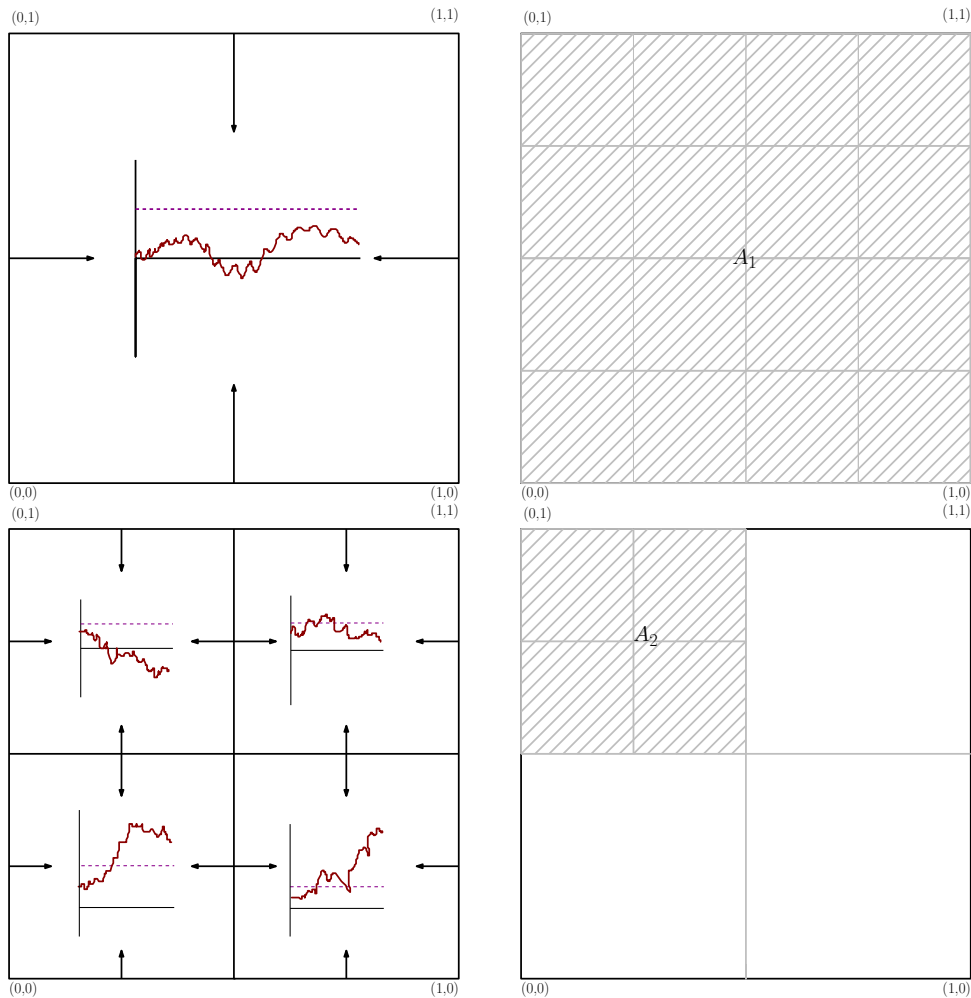 (0,1) (1,1) (0,1) (1,1)
A₁
(0,0) (1,0) (0,0) (1,0)
(0,1) (1,1) (0,1) (1,1)
A₂
(0,0) (1,0) (0,0) (1,0)